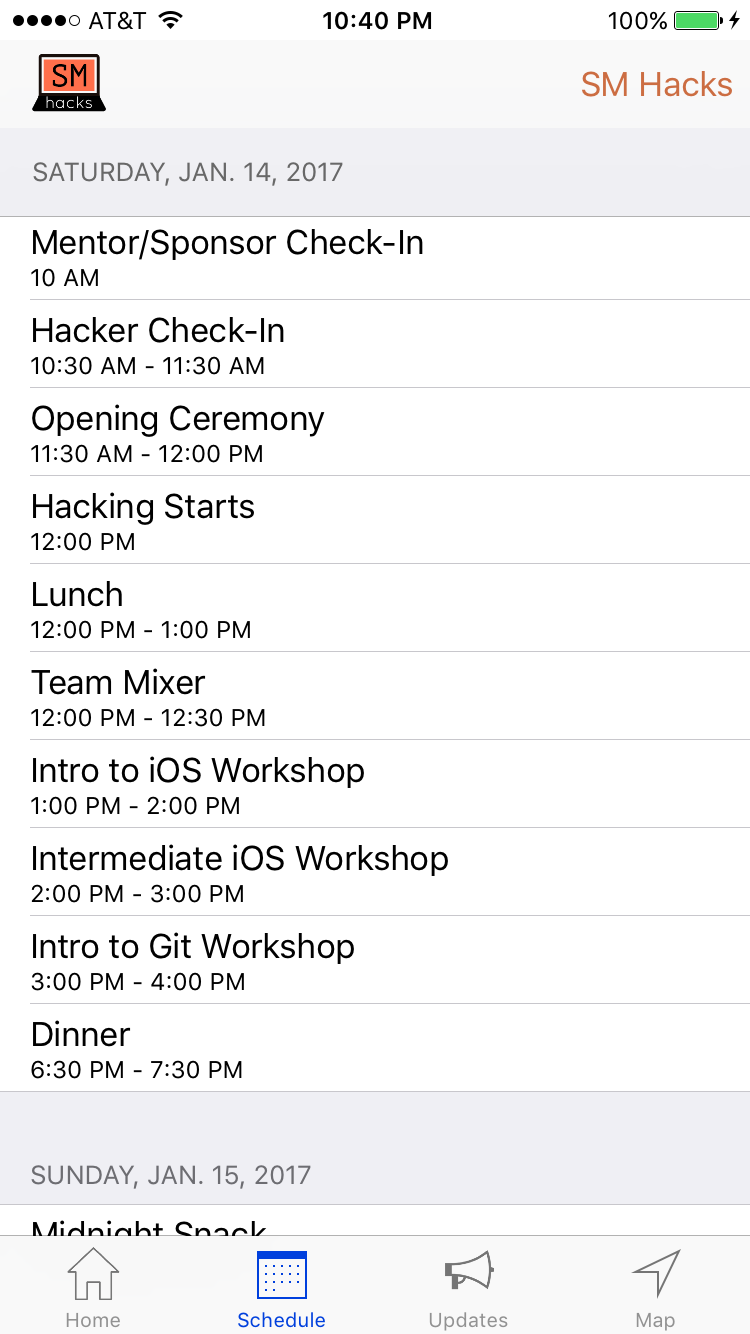 AT&T 10:40 PM 100%
SM
hacks
SM Hacks
SATURDAY, JAN. 14, 2017
Mentor/Sponsor Check-In
10 AM
Hacker Check-In
10:30 AM - 11:30 AM
Opening Ceremony
11:30 AM - 12:00 PM
Hacking Starts
12:00 PM
Lunch
12:00 PM - 1:00 PM
Team Mixer
12:00 PM - 12:30 PM
Intro to iOS Workshop
1:00 PM - 2:00 PM
Intermediate iOS Workshop
2:00 PM - 3:00 PM
Intro to Git Workshop
3:00 PM - 4:00 PM
Dinner
6:30 PM - 7:30 PM
SUNDAY, JAN. 15, 2017
Midnight Snack
Home Schedule Updates Map